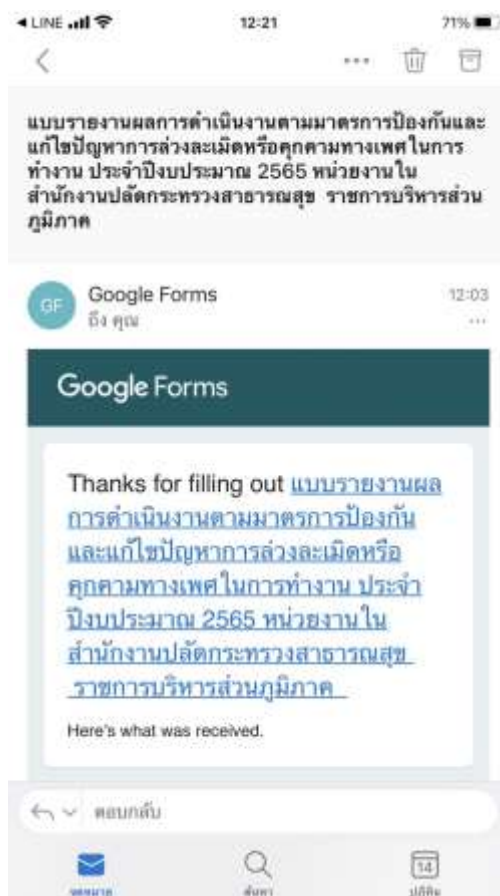 LINE 12:21 71%
แบบรายงานผลการดำเนินงานตามมาตรการป้องกันและ
แก้ไขปัญหาการล่วงละเมิดหรือคุกคามทางเพศในการ
ทำงาน ประจำปีงบประมาณ 2565 หน่วยงานใน
สำนักงานปลัดกระทรวงสาธารณสุข ราชการบริหารส่วน
ภูมิภาค
GF Google Forms 12:03
ถึง คุณ
Google Forms
Thanks for filling out แบบรายงานผล
การดำเนินงานตามมาตรการป้องกัน
และแก้ไขปัญหาการล่วงละเมิดหรือ
คุกคามทางเพศในการทำงาน ประจำ
ปีงบประมาณ 2565 หน่วยงานใน
สำนักงานปลัดกระทรวงสาธารณสุข
ราชการบริหารส่วนภูมิภาค
Here's what was received.
ตอบกลับ
14
จดหมาย ค้นหา ปฏิทิน